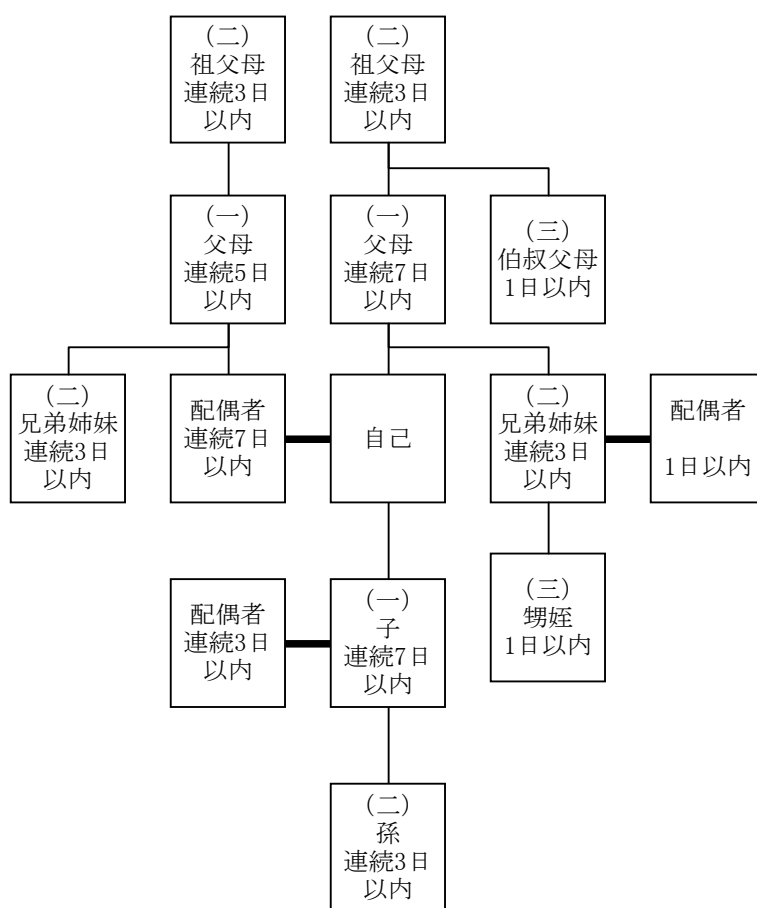 (二)
祖父母
連続3日
以内
(二)
祖父母
連続3日
以内
(一)
父母
連続5日
以内
(一)
父母
連続7日
以内
(三)
伯叔父母
1日以内
(二)
兄弟姉妹
連続3日
以内
配偶者
連続7日
以内
自己
(二)
兄弟姉妹
連続3日
以内
配偶者
1日以内
配偶者
連続3日
以内
(一)
子
連続7日
以内
(三)
甥姪
1日以内
(二)
孫
連続3日
以内